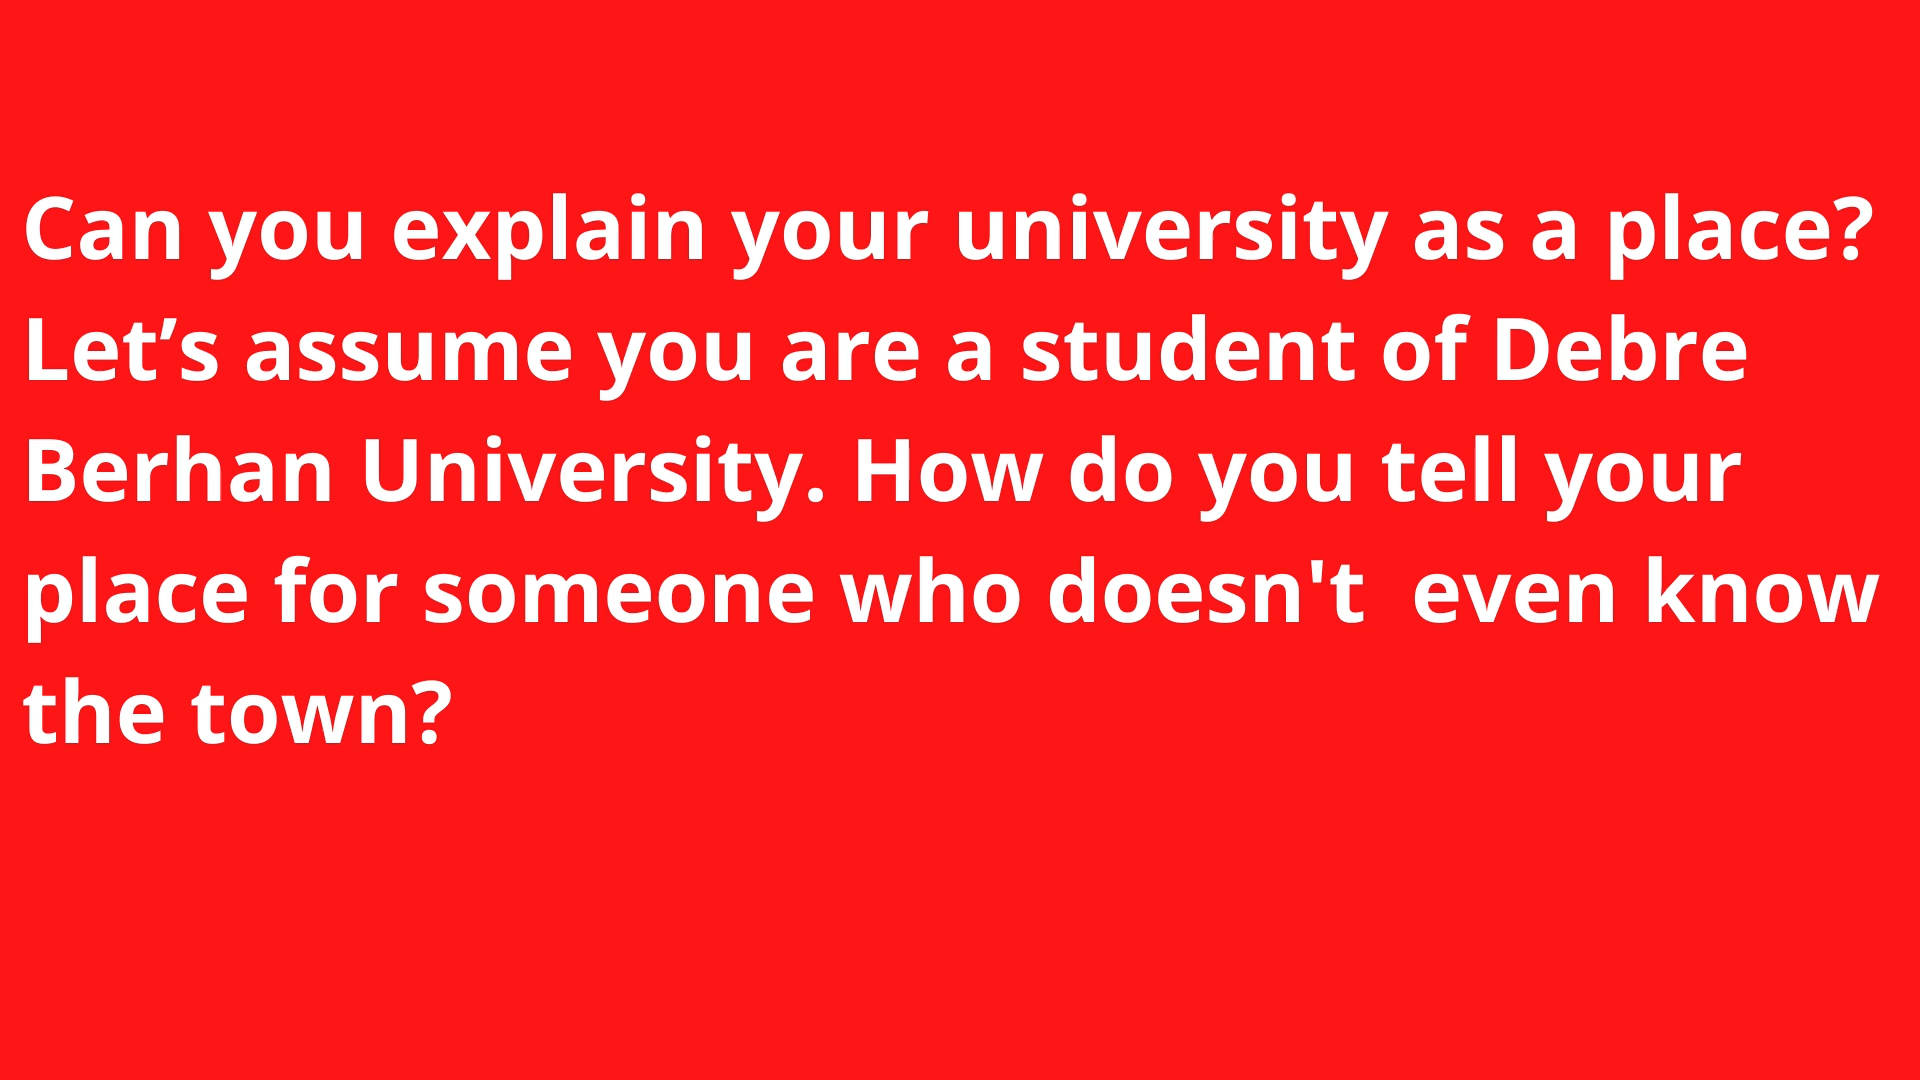 Can you explain your university as a place?
Let’s assume you are a student of Debre
Berhan University. How do you tell your
place for someone who doesn't  even know
the town?